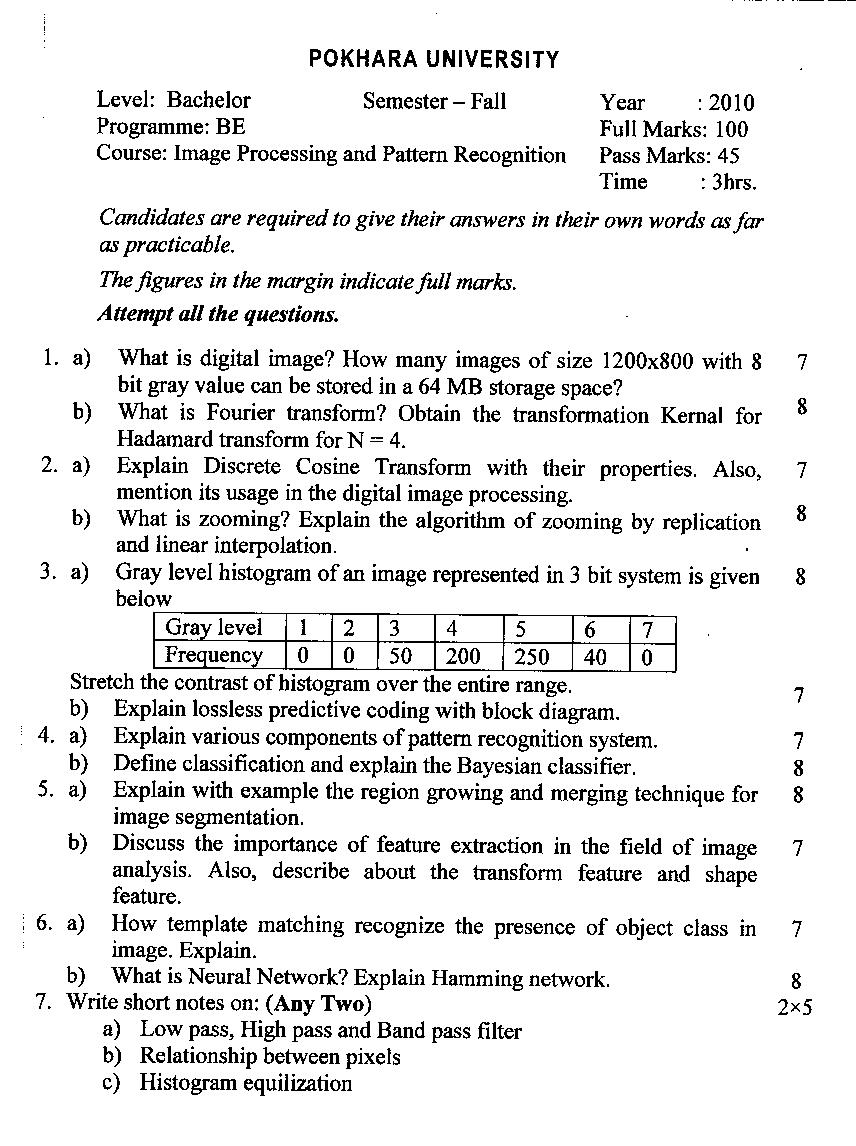 POKHARA UNIVERSITY
Level: Bachelor Semester – Fall Year : 2010
Programme: BE Full Marks: 100
Course: Image Processing and Pattern Recognition Pass Marks: 45
Time : 3hrs.
Candidates are required to give their answers in their own words as far
as practicable.
The figures in the margin indicate full marks.
Attempt all the questions.
1. a) What is digital image? How many images of size 1200x800 with 8 7
bit gray value can be stored in a 64 MB storage space?
b) What is Fourier transform? Obtain the transformation Kernal for 8
Hadamard transform for N = 4.
2. a) Explain Discrete Cosine Transform with their properties. Also, 7
mention its usage in the digital image processing.
b) What is zooming? Explain the algorithm of zooming by replication 8
and linear interpolation.
3. a) Gray level histogram of an image represented in 3 bit system is given 8
below
Gray level 1 2 3 4 5 6 7
Frequency 0 0 50 200 250 40 0
Stretch the contrast of histogram over the entire range.
b) Explain lossless predictive coding with block diagram. 7
4. a) Explain various components of pattern recognition system. 7
b) Define classification and explain the Bayesian classifier. 8
5. a) Explain with example the region growing and merging technique for 8
image segmentation.
b) Discuss the importance of feature extraction in the field of image 7
analysis. Also, describe about the transform feature and shape
feature.
6. a) How template matching recognize the presence of object class in 7
image. Explain.
b) What is Neural Network? Explain Hamming network. 8
7. Write short notes on: (Any Two) 2×5
a) Low pass, High pass and Band pass filter
b) Relationship between pixels
c) Histogram equilization